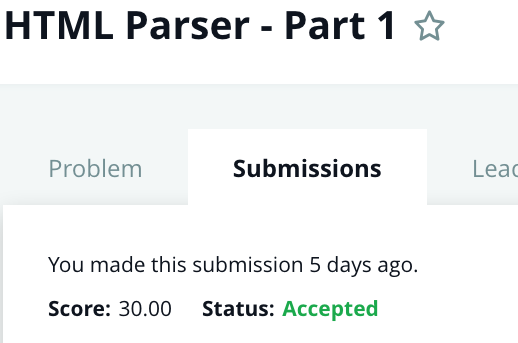 HTML Parser - Part 1
Problem Submissions Lead
You made this submission 5 days ago.
Score: 30.00 Status: Accepted